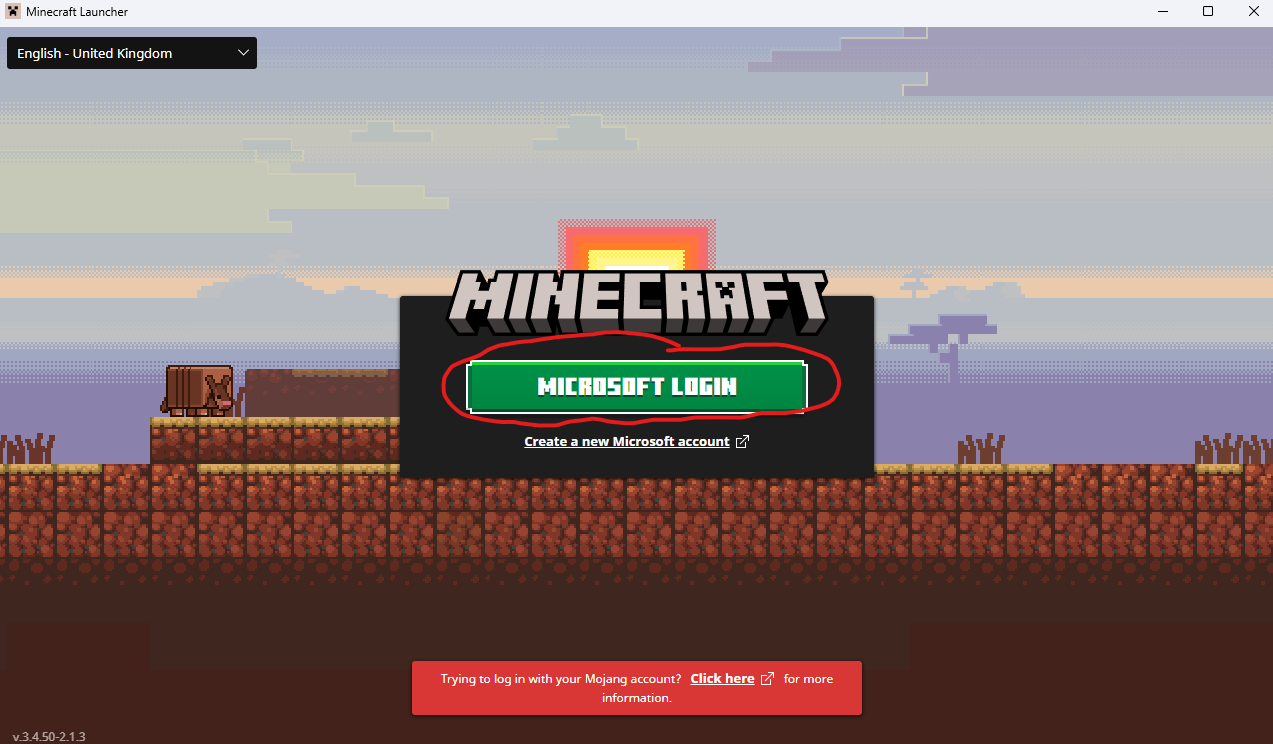 Minecraft Launcher
English - United Kingdom
MINECRAFT
MICROSOFT LOGIN
Create a new Microsoft account
Trying to log in with your Mojang account? Click here for more
information.
v.3.4.50-2.1.3